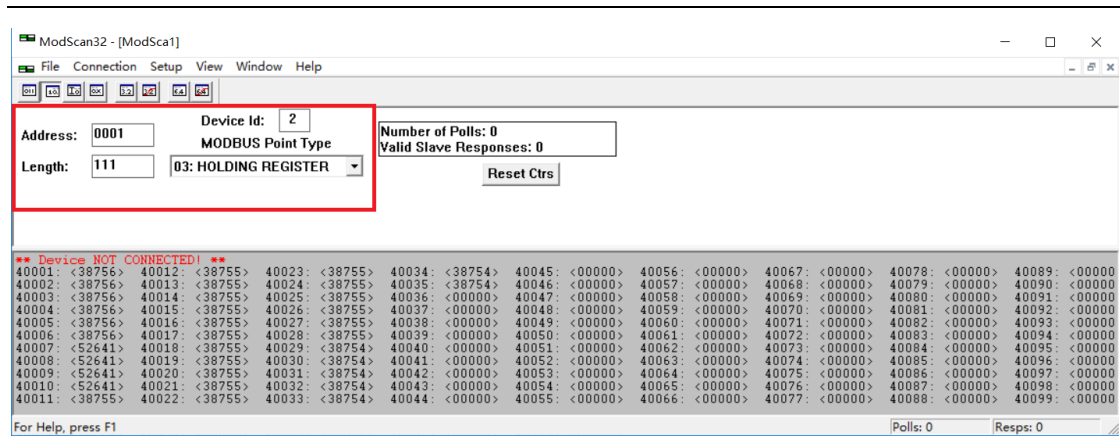 ModScan32 - [ModSca1]
File Connection Setup View Window Help
Address: 0001
Device Id: 2
MODBUS Point Type
Length: 111
03: HOLDING REGISTER
Number of Polls: 0
Valid Slave Responses: 0
Reset Ctrs
** Device NOT CONNECTED! **
40001: <38756> 40012: <38755> 40023: <38755> 40034: <38754> 40045: <00000> 40056: <00000> 40067: <00000> 40078: <00000> 40089: <00000
40002: <38756> 40013: <38755> 40024: <38755> 40035: <38754> 40046: <00000> 40057: <00000> 40068: <00000> 40079: <00000> 40090: <00000
40003: <38756> 40014: <38755> 40025: <38755> 40036: <00000> 40047: <00000> 40058: <00000> 40069: <00000> 40080: <00000> 40091: <00000
40004: <38756> 40015: <38755> 40026: <38755> 40037: <00000> 40048: <00000> 40059: <00000> 40070: <00000> 40081: <00000> 40092: <00000
40005: <38756> 40016: <38755> 40027: <38755> 40038: <00000> 40049: <00000> 40060: <00000> 40071: <00000> 40082: <00000> 40093: <00000
40006: <38756> 40017: <38755> 40028: <38755> 40039: <00000> 40050: <00000> 40061: <00000> 40072: <00000> 40083: <00000> 40094: <00000
40007: <52641> 40018: <38755> 40029: <38754> 40040: <00000> 40051: <00000> 40062: <00000> 40073: <00000> 40084: <00000> 40095: <00000
40008: <52641> 40019: <38755> 40030: <38754> 40041: <00000> 40052: <00000> 40063: <00000> 40074: <00000> 40085: <00000> 40096: <00000
40009: <52641> 40020: <38755> 40031: <38754> 40042: <00000> 40053: <00000> 40064: <00000> 40075: <00000> 40086: <00000> 40097: <00000
40010: <52641> 40021: <38755> 40032: <38754> 40043: <00000> 40054: <00000> 40065: <00000> 40076: <00000> 40087: <00000> 40098: <00000
40011: <38755> 40022: <38755> 40033: <38754> 40044: <00000> 40055: <00000> 40066: <00000> 40077: <00000> 40088: <00000> 40099: <00000
For Help, press F1
Polls: 0
Resps: 0